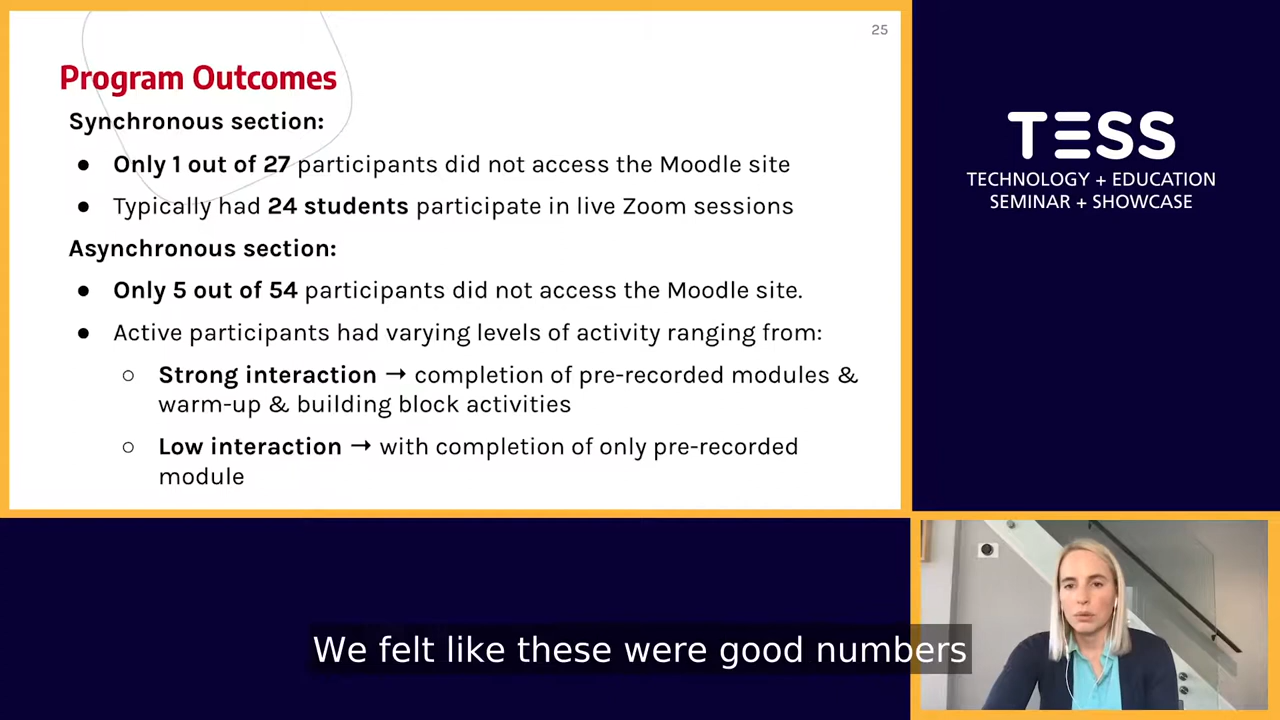 25
Program Outcomes
Synchronous section:
● Only 1 out of 27 participants did not access the Moodle site
● Typically had 24 students participate in live Zoom sessions
Asynchronous section:
● Only 5 out of 54 participants did not access the Moodle site.
● Active participants had varying levels of activity ranging from:
○ Strong interaction → completion of pre-recorded modules &
warm-up & building block activities
○ Low interaction → with completion of only pre-recorded
module
TESS
TECHNOLOGY + EDUCATION
SEMINAR + SHOWCASE
We felt like these were good numbers